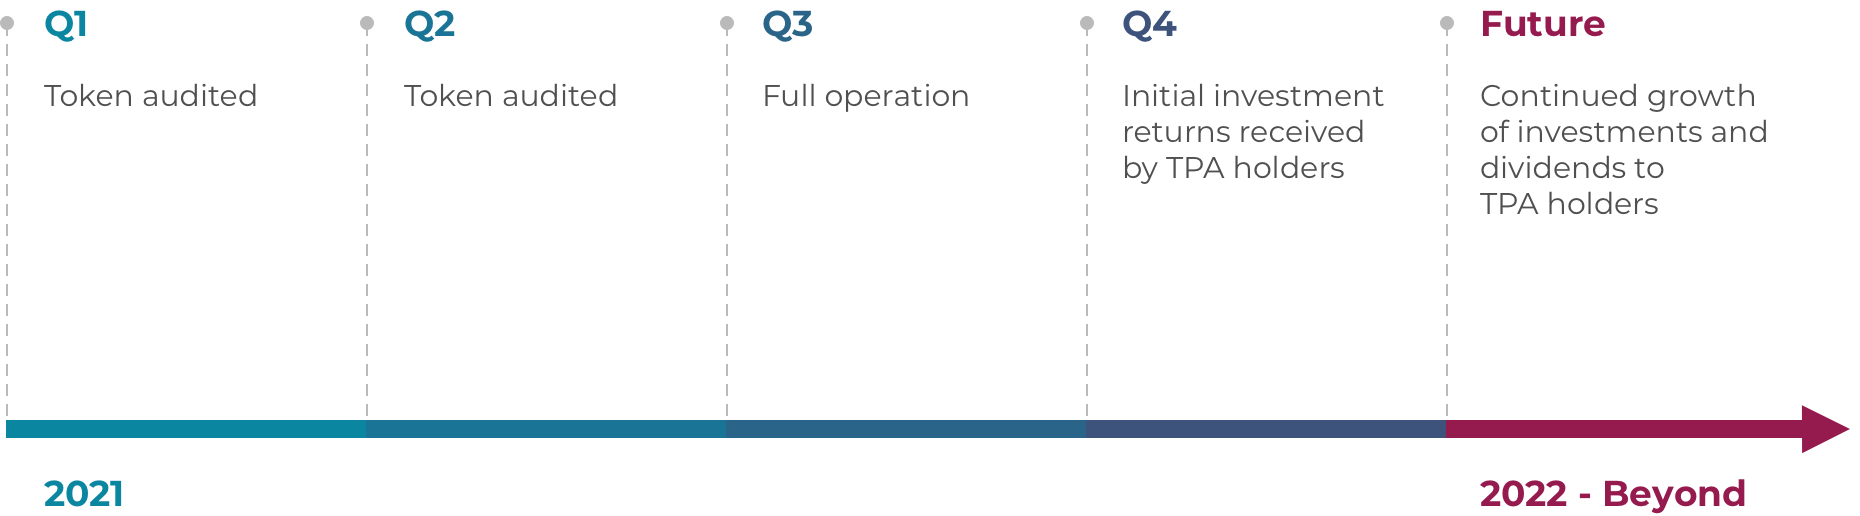 Q1
Token audited
Q2
Token audited
Q3
Full operation
Q4
Initial investment
returns received
by TPA holders
Future
Continued growth
of investments and
dividends to
TPA holders
2021
2022 - Beyond